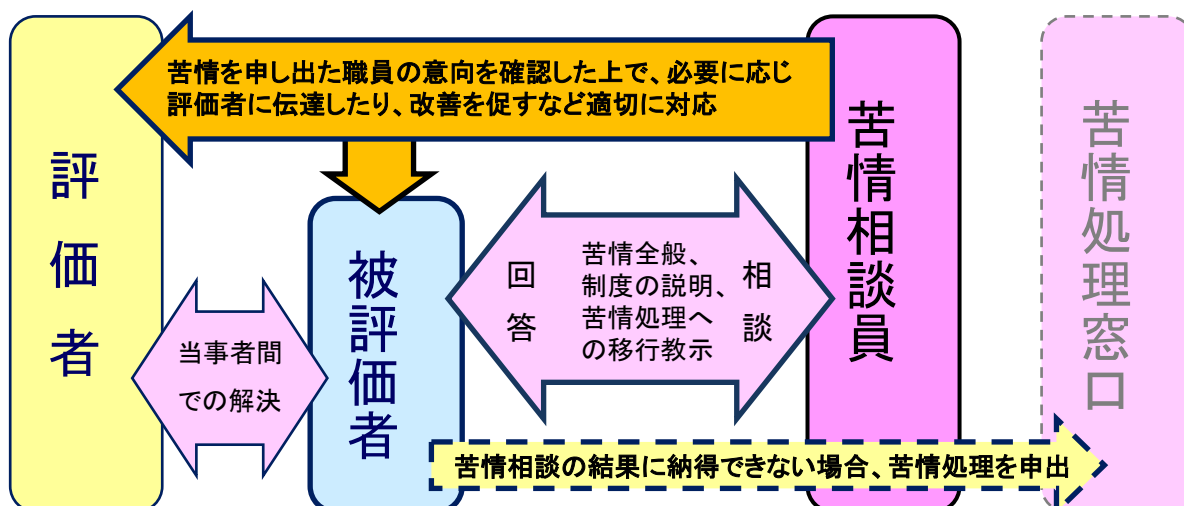 苦情を申し出た職員の意向を確認した上で、必要に応じ
評価者に伝達したり、改善を促すなど適切に対応
評価者
被評価者
当事者間
での解決
回答
苦情全般、
制度の説明、
苦情処理へ
の移行教示
相談
苦情相談員
苦情処理窓口
苦情相談の結果に納得できない場合、苦情処理を申出